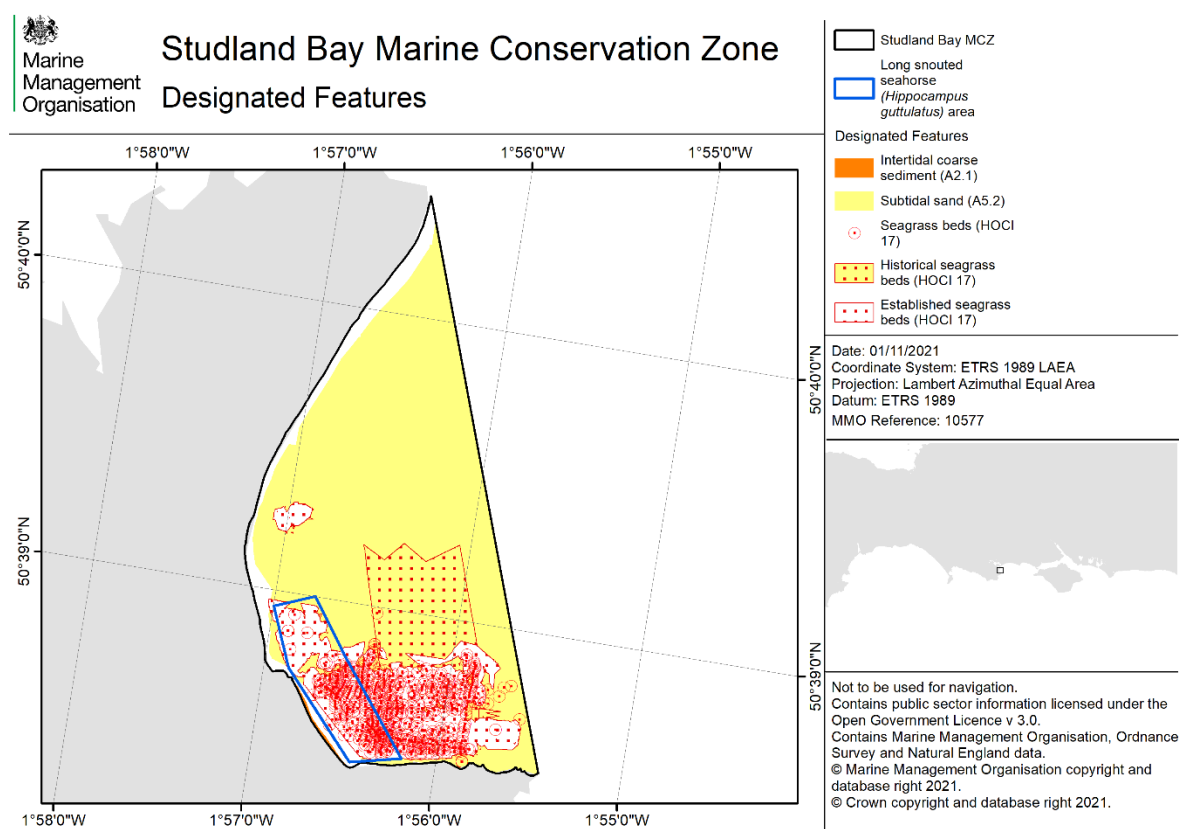 Marine
Management
Organisation
Studland Bay Marine Conservation Zone
Designated Features
1°58'0"W
1°57'0"W
1°56'0"W
1°55'0"W
50°40'0"N
50°39'0"N
50°40'0"N
50°39'0"N
1°58'0"W
1°57'0"W
1°56'0"W
1°55'0"W
Studland Bay MCZ
Long snouted
seahorse
(Hippocampus
guttulatus) area
Designated Features
Intertidal coarse
sediment (A2.1)
Subtidal sand (A5.2)
Seagrass beds (HOCI
17)
Historical seagrass
beds (HOCI 17)
Established seagrass
beds (HOCI 17)
Date: 01/11/2021
Coordinate System: ETRS 1989 LAEA
Projection: Lambert Azimuthal Equal Area
Datum: ETRS 1989
MMO Reference: 10577
Not to be used for navigation.
Contains public sector information licensed under the
Open Government Licence v 3.0.
Contains Marine Management Organisation, Ordnance
Survey and Natural England data.
© Marine Management Organisation copyright and
database right 2021.
© Crown copyright and database right 2021.